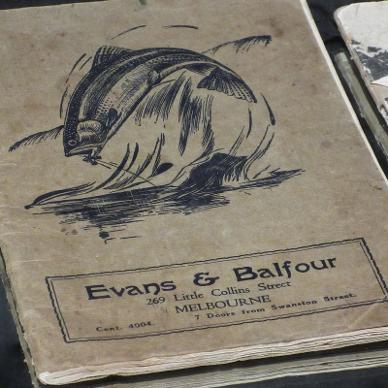 Evans & Balfour
269 Little Collins Street
MELBOURNE
Cent. 4004. 7 Doors from Swanston Street.